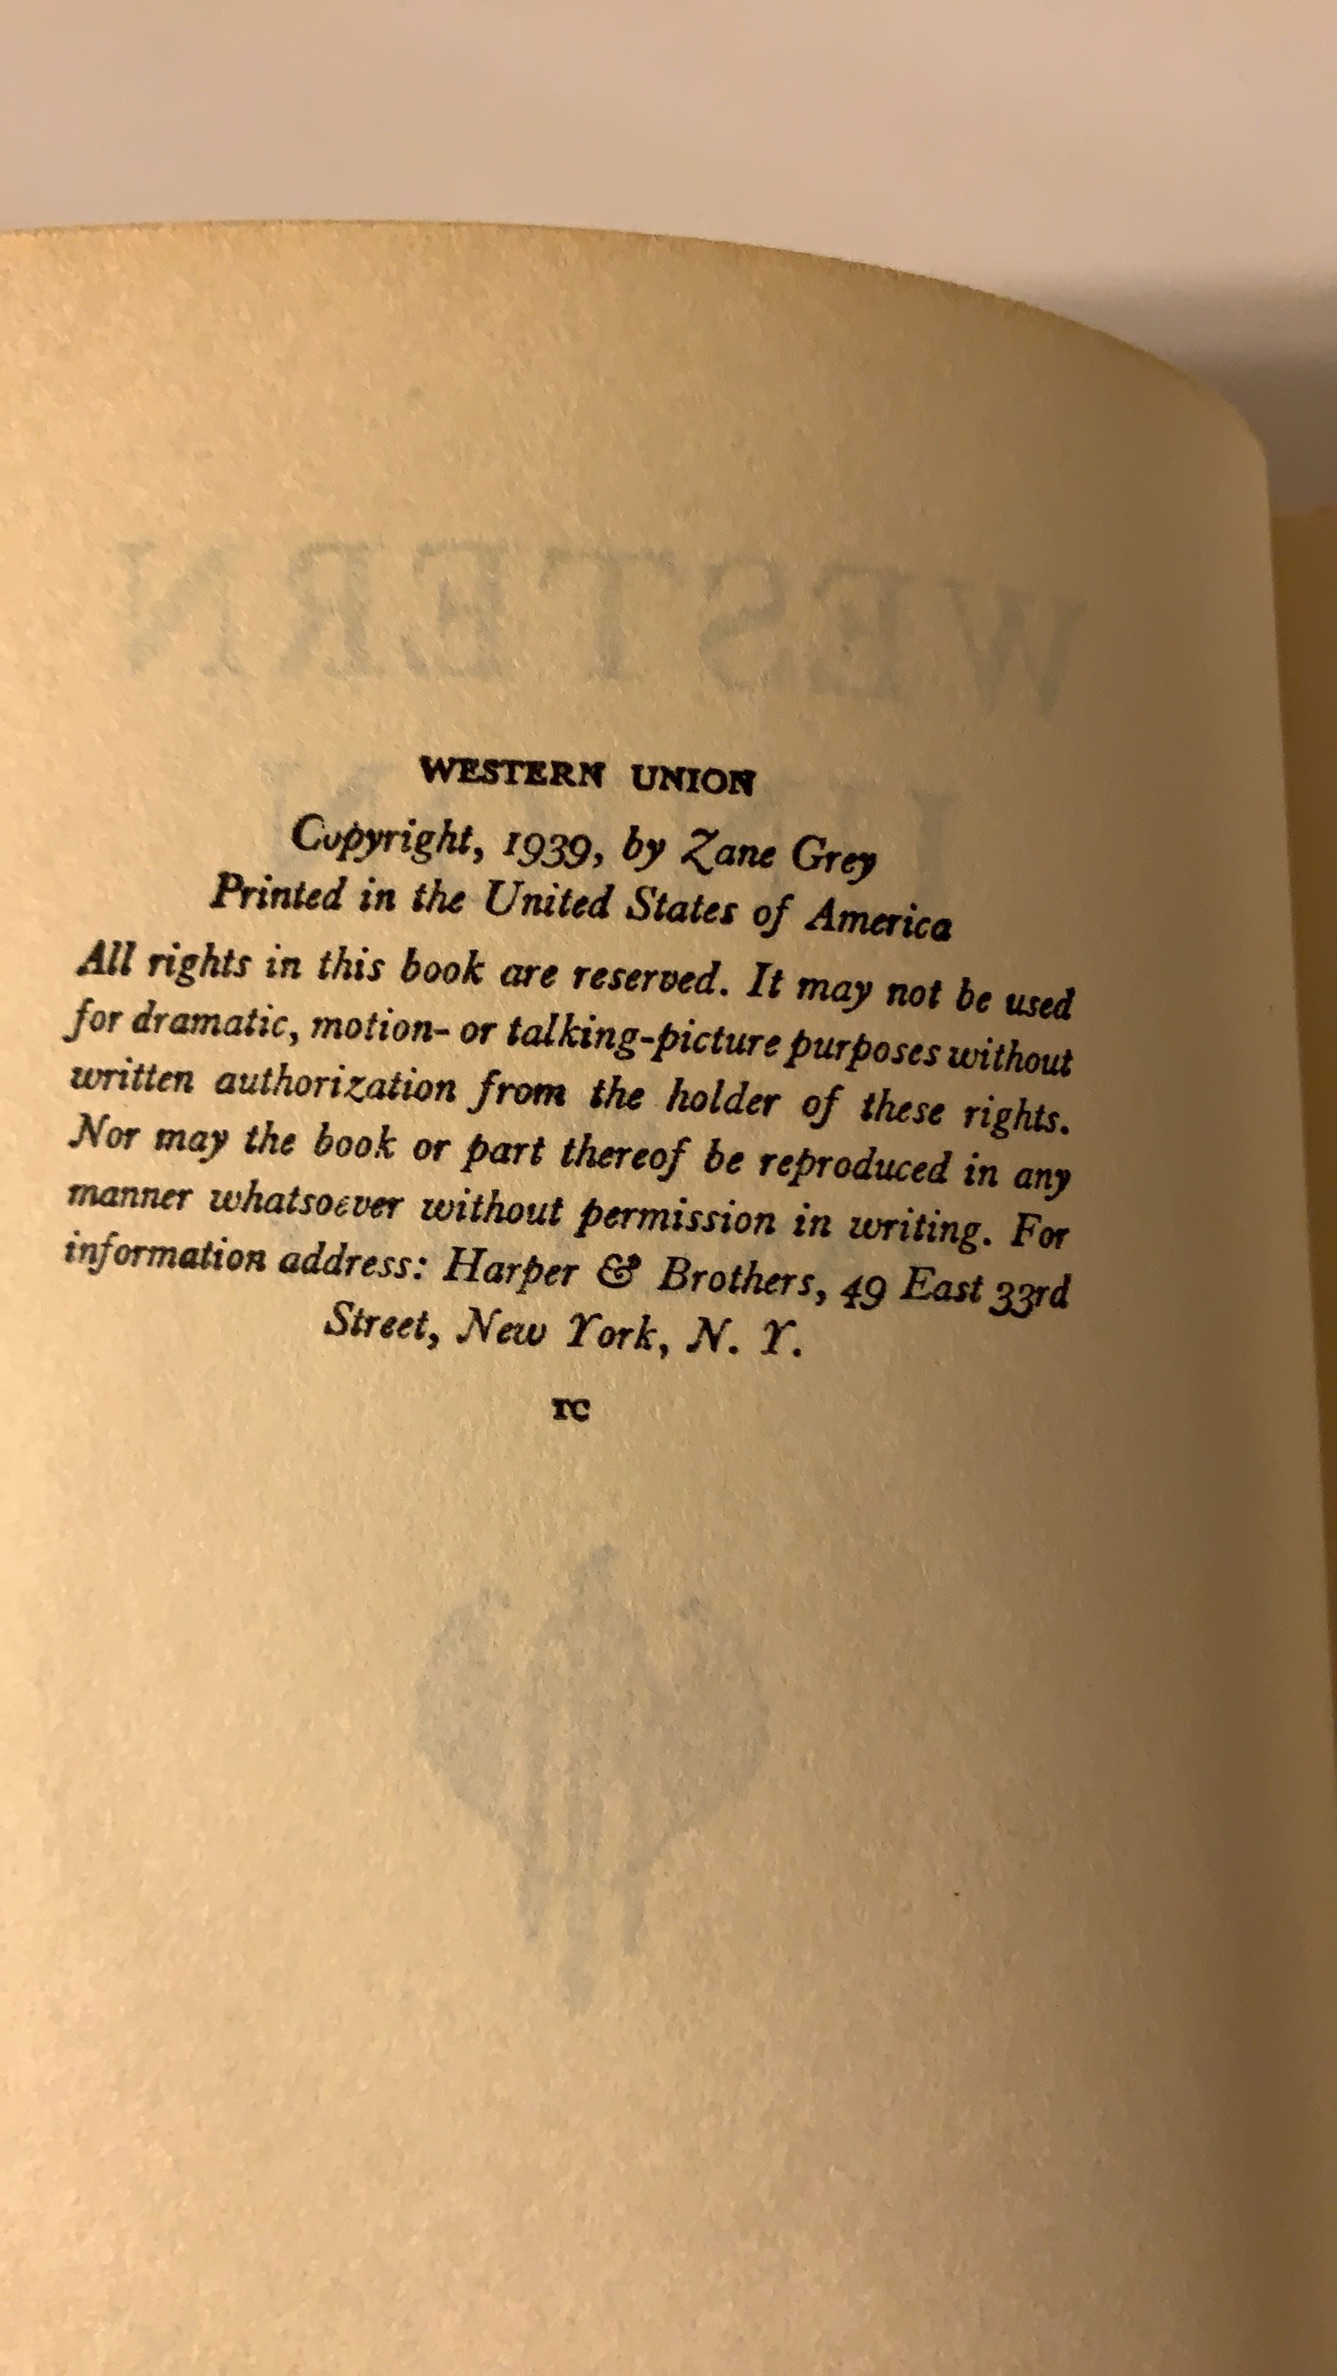 WESTERN
WESTERN UNION
Copyright, 1939, by Zane Grey
Printed in the United States of America
All rights in this book are reserved. It may not be used
for dramatic, motion- or talking-picture purposes without
written authorization from the holder of these rights.
Nor may the book or part thereof be reproduced in any
manner whatsoever without permission in writing. For
information address: Harper & Brothers, 49 East 33rd
Street, New York, N. Y.